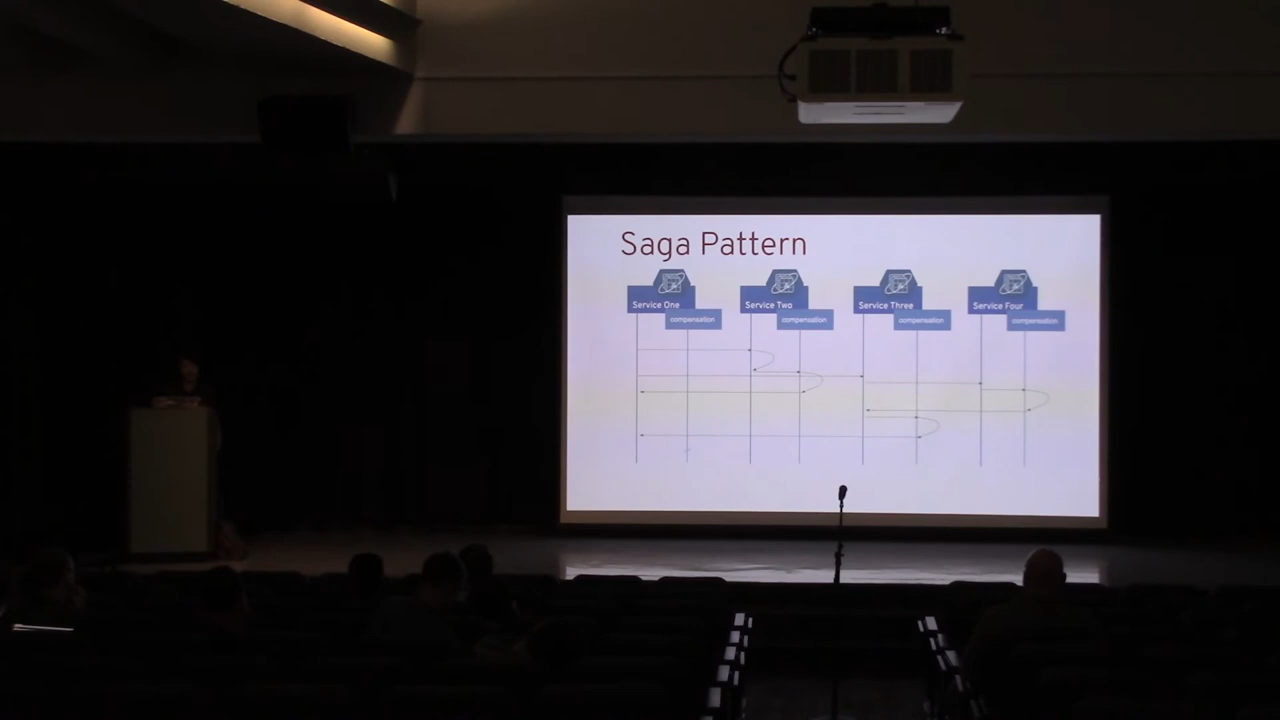 Saga Pattern
Service One
compensation
Service Two
compensation
Service Three
compensation
Service Four
compensation